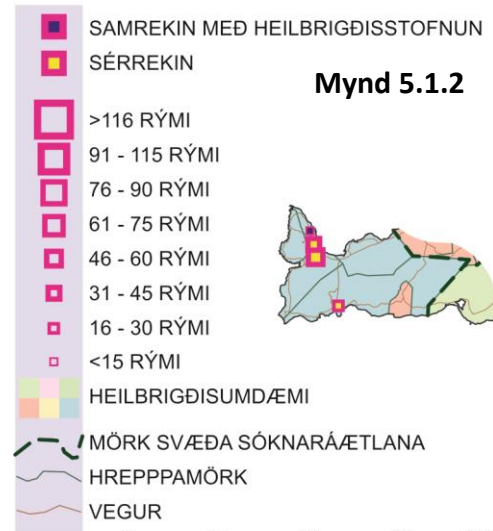 SAMREKIN MEÐ HEILBRIGÐISSTOFNUN
SÉRREKIN
Mynd 5.1.2
>116 RÝMI
91 - 115 RÝMI
76 - 90 RÝMI
61 - 75 RÝMI
46 - 60 RÝMI
31 - 45 RÝMI
16 - 30 RÝMI
<15 RÝMI
HEILBRIGÐISUMDÆMI
MÖRK SVÆÐA SÓKNARÁÆTLANA
HREPPPAMÖRK
VEGUR